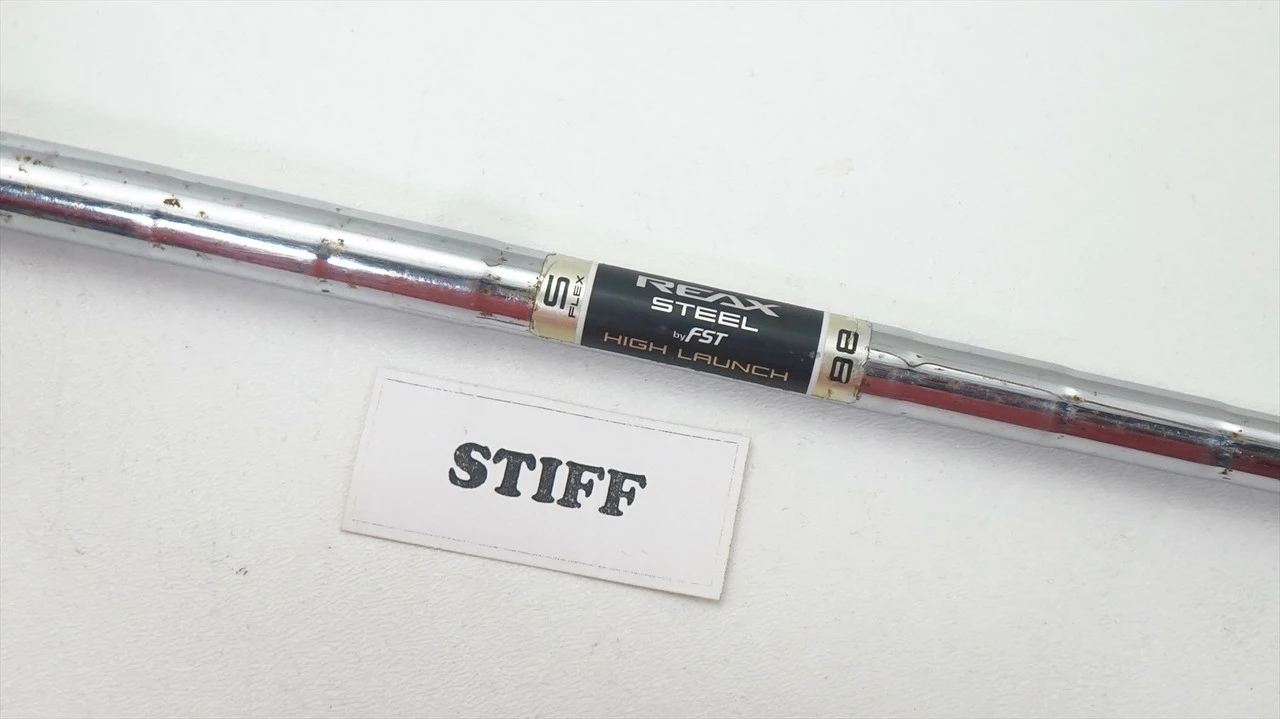 S
FLEX
REAX
STEEL
by FST
HIGH LAUNCH
88
STIFF